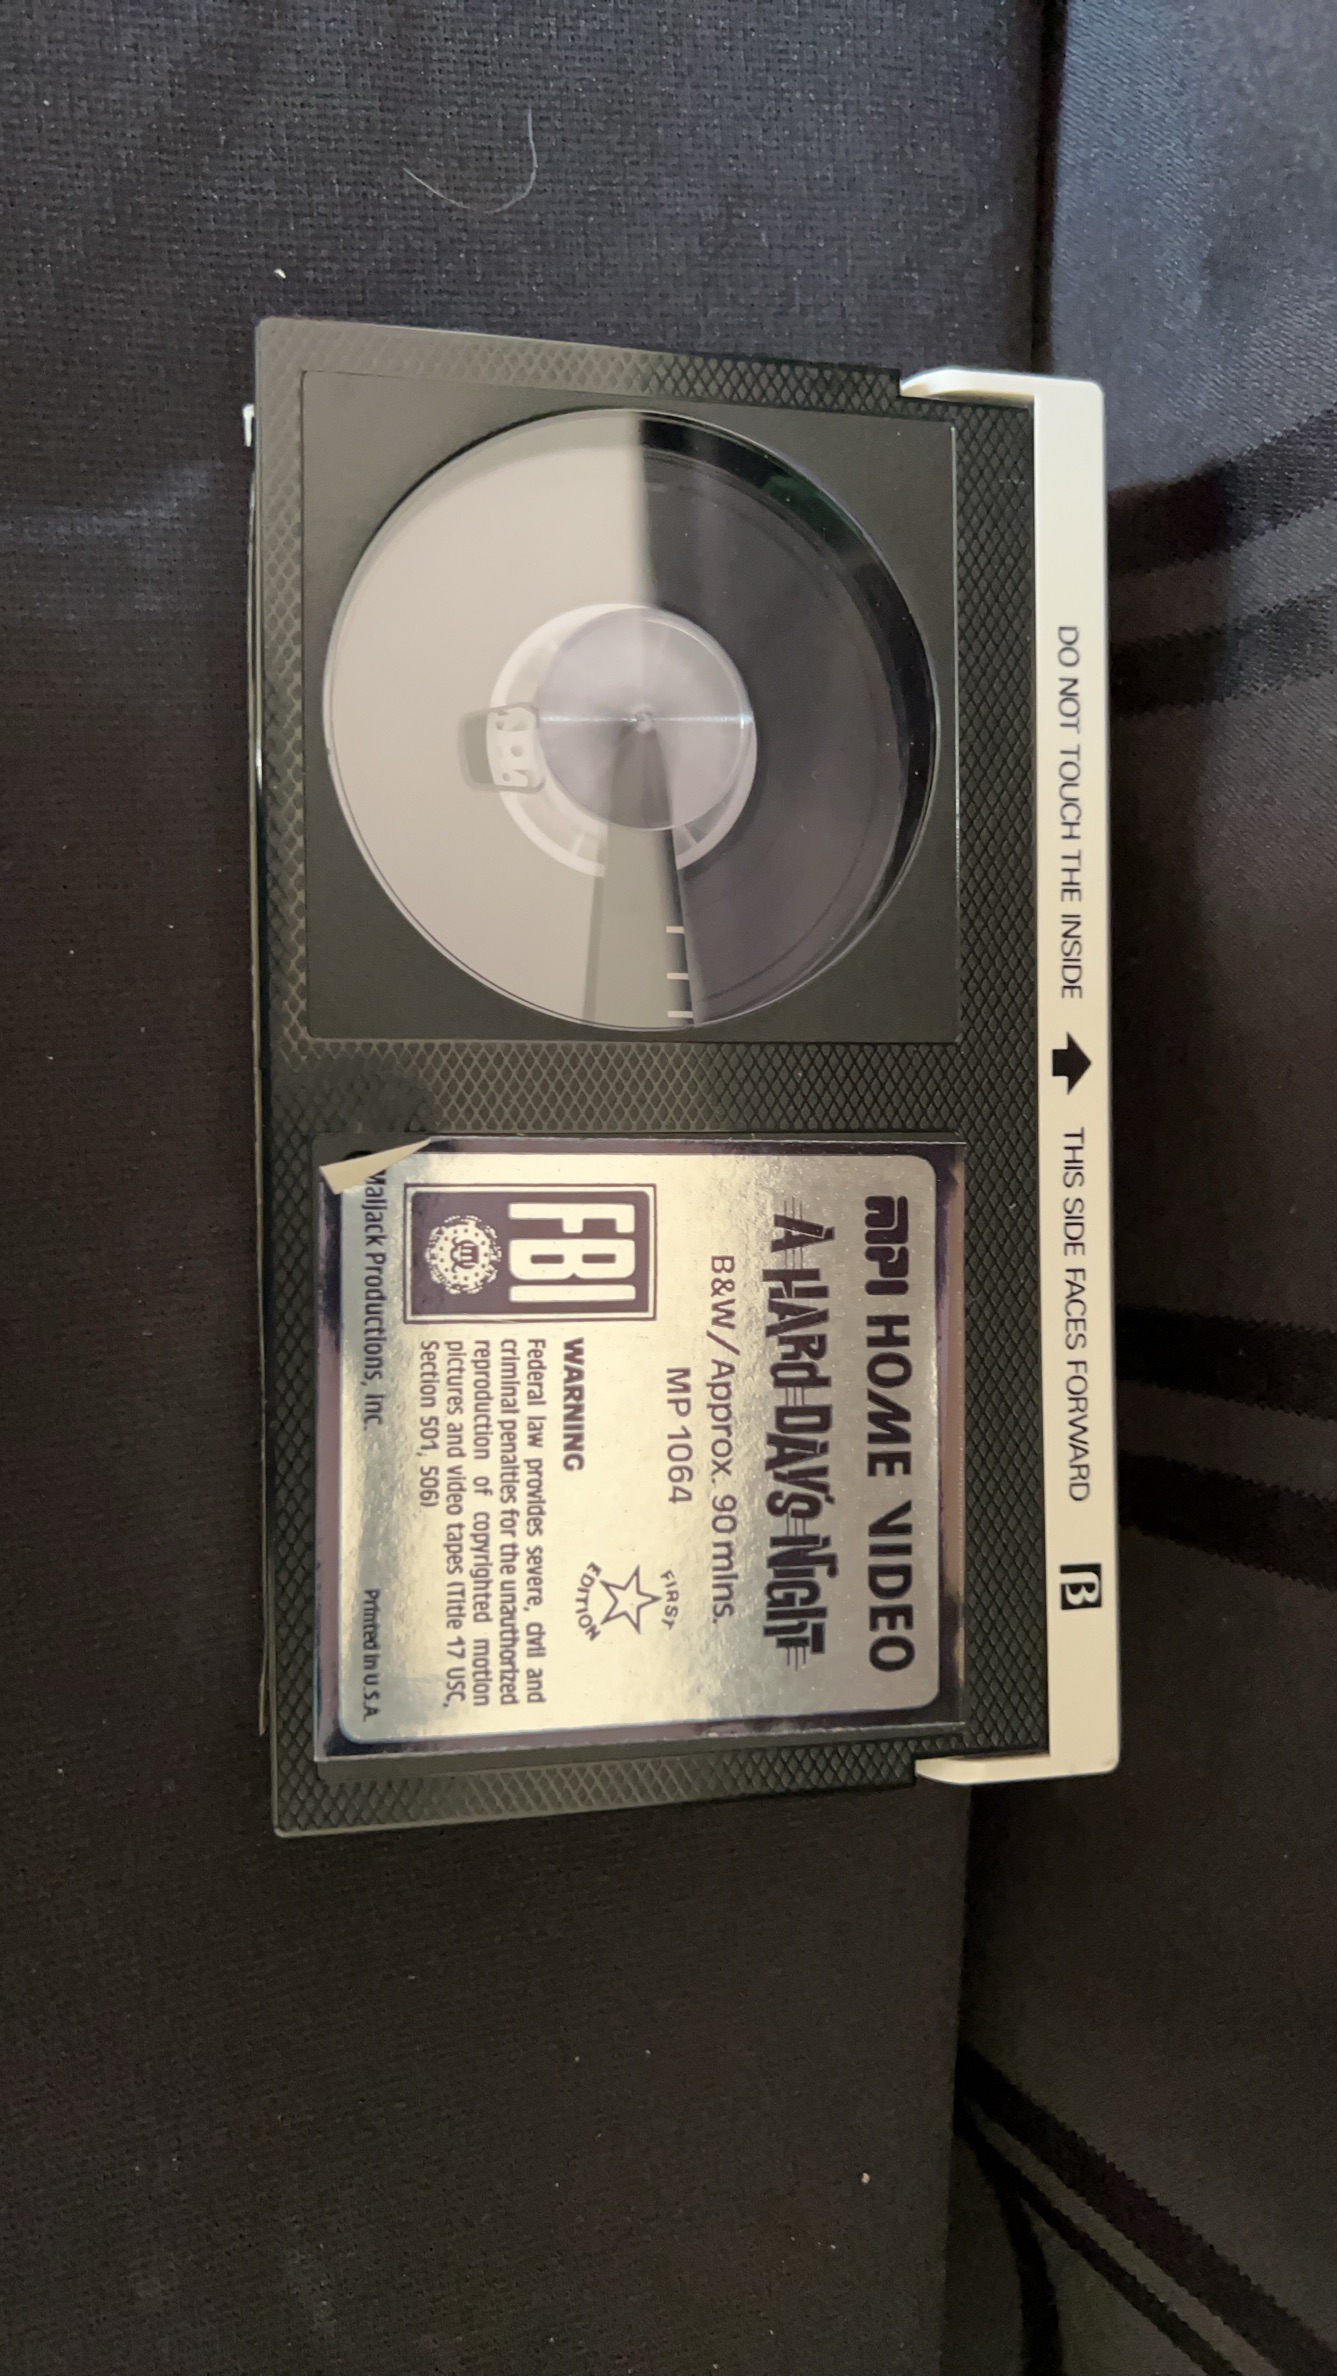 DO NOT TOUCH THE INSIDE THIS SIDE FACES FORWARD β
MPI HOME VIDEO
A HARD DAY'S NIGHT
B&W/Approx. 90 mins.
MP 1064
FIRST
EDITION
FBI
WARNING
Federal law provides severe, civil and
criminal penalties for the unauthorized
reproduction of copyrighted motion
pictures and video tapes (Title 17 USC,
Section 501, 506)
Maljack Productions, Inc. Printed in U.S.A.